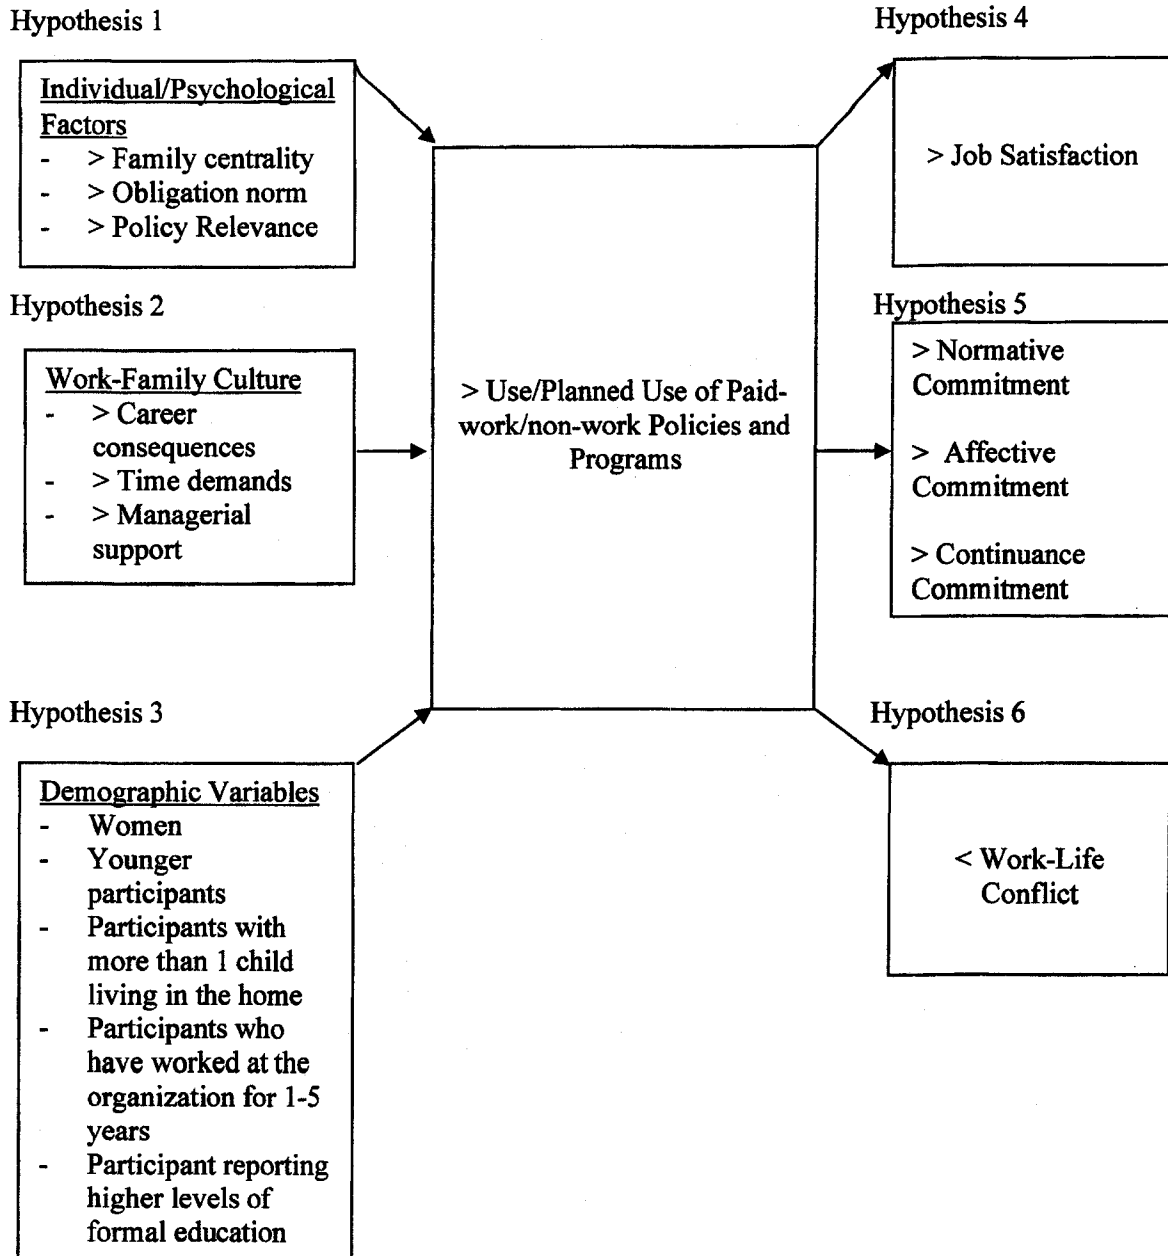 Hypothesis 1
Individual/Psychological
Factors
- > Family centrality
- > Obligation norm
- > Policy Relevance
Hypothesis 2
Work-Family Culture
- > Career
consequences
- > Time demands
- > Managerial
support
Hypothesis 3
Demographic Variables
- Women
- Younger
participants
- Participants with
more than 1 child
living in the home
- Participants who
have worked at the
organization for 1-5
years
- Participant reporting
higher levels of
formal education
> Use/Planned Use of Paid-
work/non-work Policies and
Programs
Hypothesis 4
> Job Satisfaction
Hypothesis 5
> Normative
Commitment
> Affective
Commitment
> Continuance
Commitment
Hypothesis 6
< Work-Life
Conflict